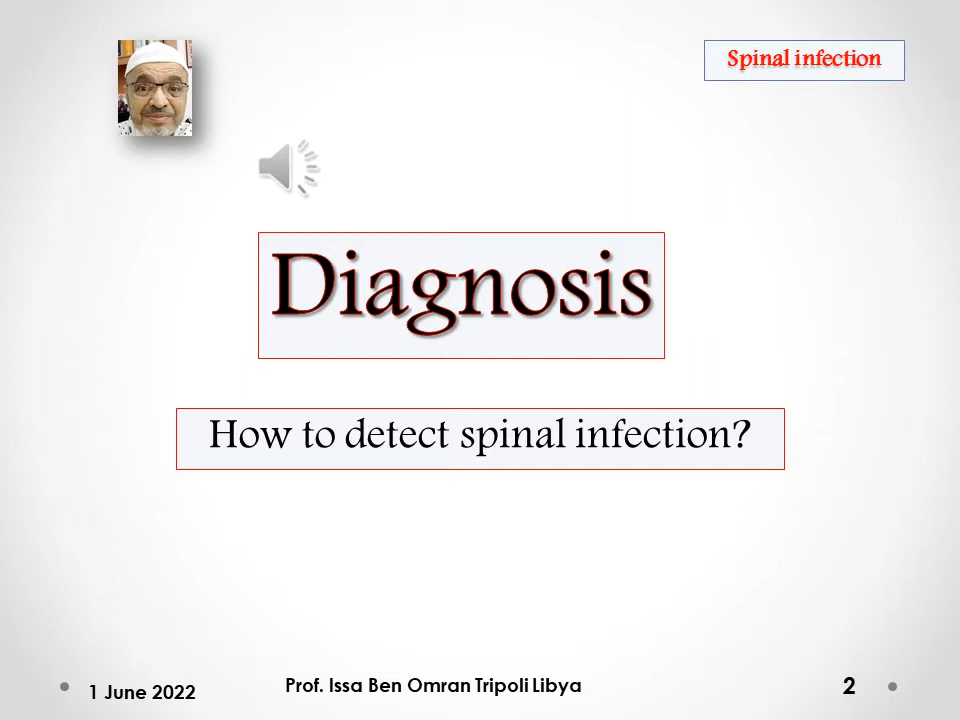 Spinal infection
Diagnosis
How to detect spinal infection?
1 June 2022
Prof. Issa Ben Omran Tripoli Libya
2